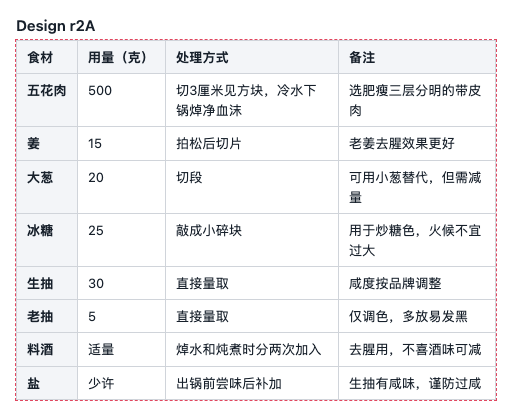 Design r2A
食材 用量（克） 处理方式 备注
五花肉 500 切3厘米见方块，冷水下 选肥瘦三层分明的带皮
锅焯净血沫 肉
姜 15 拍松后切片 老姜去腥效果更好
大葱 20 切段 可用小葱替代，但需减
量
冰糖 25 敲成小碎块 用于炒糖色，火候不宜
过大
生抽 30 直接量取 咸度按品牌调整
老抽 5 直接量取 仅调色，多放易发黑
料酒 适量 焯水和炖煮时分两次加入 去腥用，不喜酒味可减
盐 少许 出锅前尝味后补加 生抽有咸味，谨防过咸